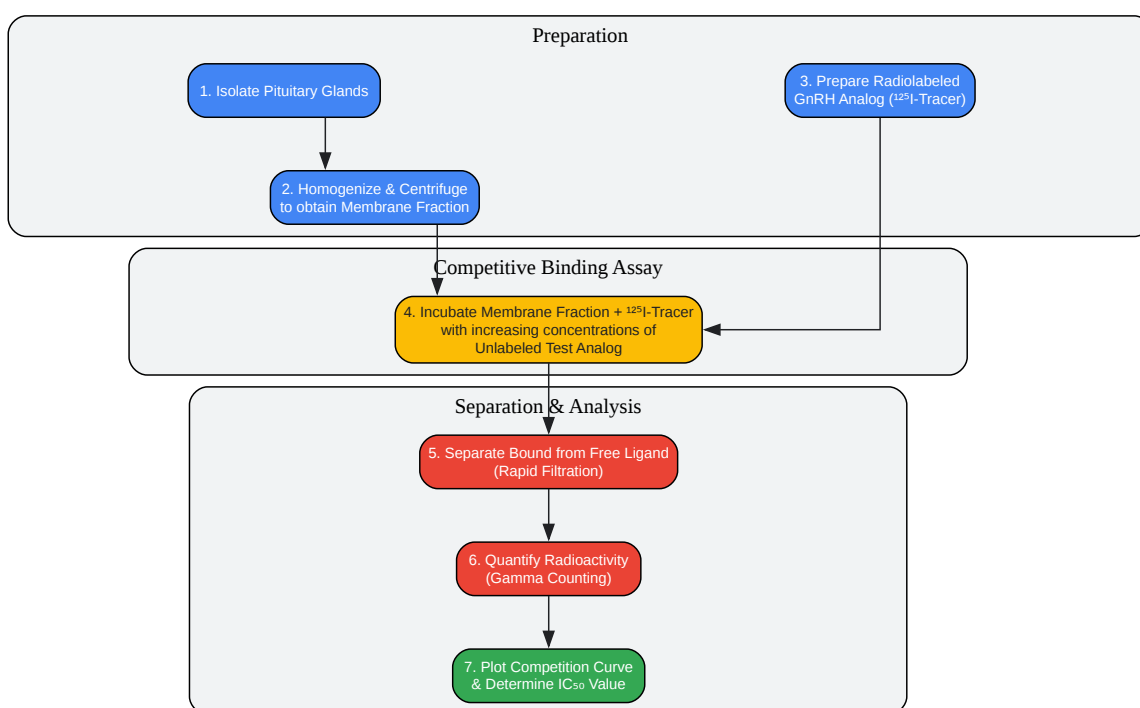 Preparation
1. Isolate Pituitary Glands
3. Prepare Radiolabeled
GnRH Analog (¹²⁵I-Tracer)
2. Homogenize & Centrifuge
to obtain Membrane Fraction
Competitive Binding Assay
4. Incubate Membrane Fraction + ¹²⁵I-Tracer
with increasing concentrations of
Unlabeled Test Analog
Separation & Analysis
5. Separate Bound from Free Ligand
(Rapid Filtration)
6. Quantify Radioactivity
(Gamma Counting)
7. Plot Competition Curve
& Determine IC₅₀ Value